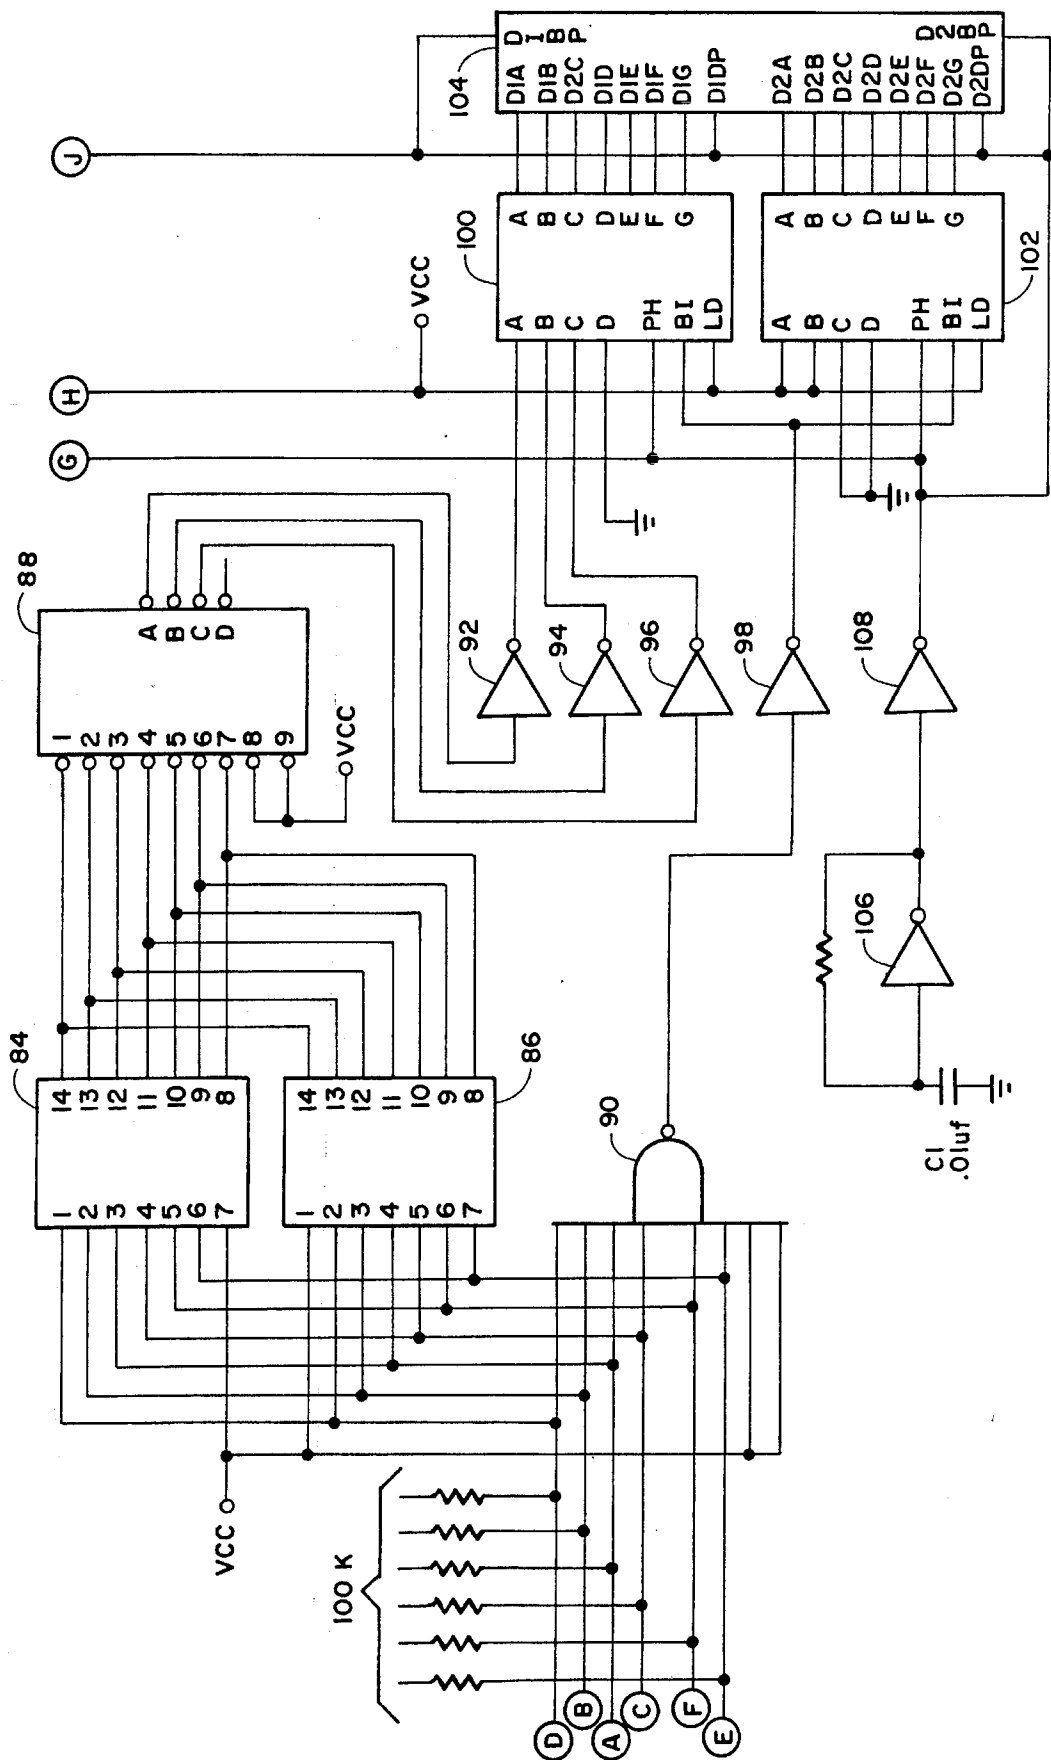 J
H
G
104
D1BP
D1A
D1B
D2C
D1D
D1E
D1F
D1G
D1DP
D2A
D2B
D2C
D2D
D2E
D2F
D2G
D2DP
D2BP
100
A
B
C
D
E
F
G
A
B
C
D
PH
BI
LD
102
A
B
C
D
E
F
G
A
B
C
D
PH
BI
LD
VCC
88
A
B
C
D
1
2
3
4
5
6
7
8
9
VCC
92
94
96
98
108
106
84
14
13
12
11
10
9
8
1
2
3
4
5
6
7
86
14
13
12
11
10
9
8
1
2
3
4
5
6
7
90
C1
.01uf
VCC
100 K
D
B
A
C
F
E